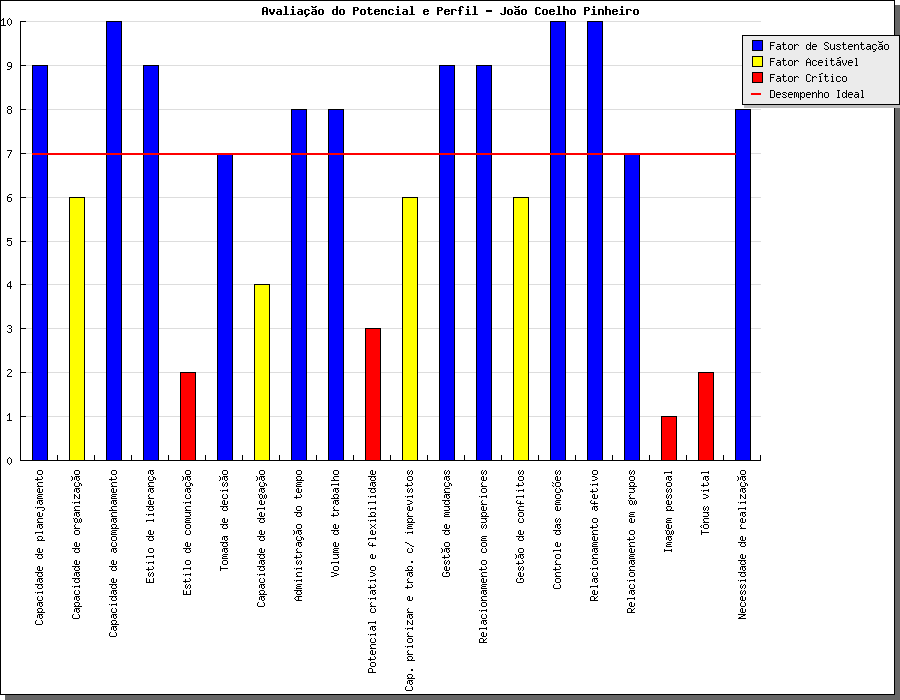 Avaliação do Potencial e Perfil - João Coelho Pinheiro
Fator de Sustentação
Fator Aceitável
Fator Crítico
Desempenho Ideal
10
9
8
7
6
5
4
3
2
1
0
Capacidade de planejamento
Capacidade de organização
Capacidade de acompanhamento
Estilo de liderança
Estilo de comunicação
Tomada de decisão
Capacidade de delegação
Administração do tempo
Volume de trabalho
Potencial criativo e flexibilidade
Cap. priorizar e trab. c/ imprevistos
Gestão de mudanças
Relacionamento com superiores
Gestão de conflitos
Controle das emoções
Relacionamento afetivo
Relacionamento em grupos
Imagem pessoal
Tônus vital
Necessidade de realização